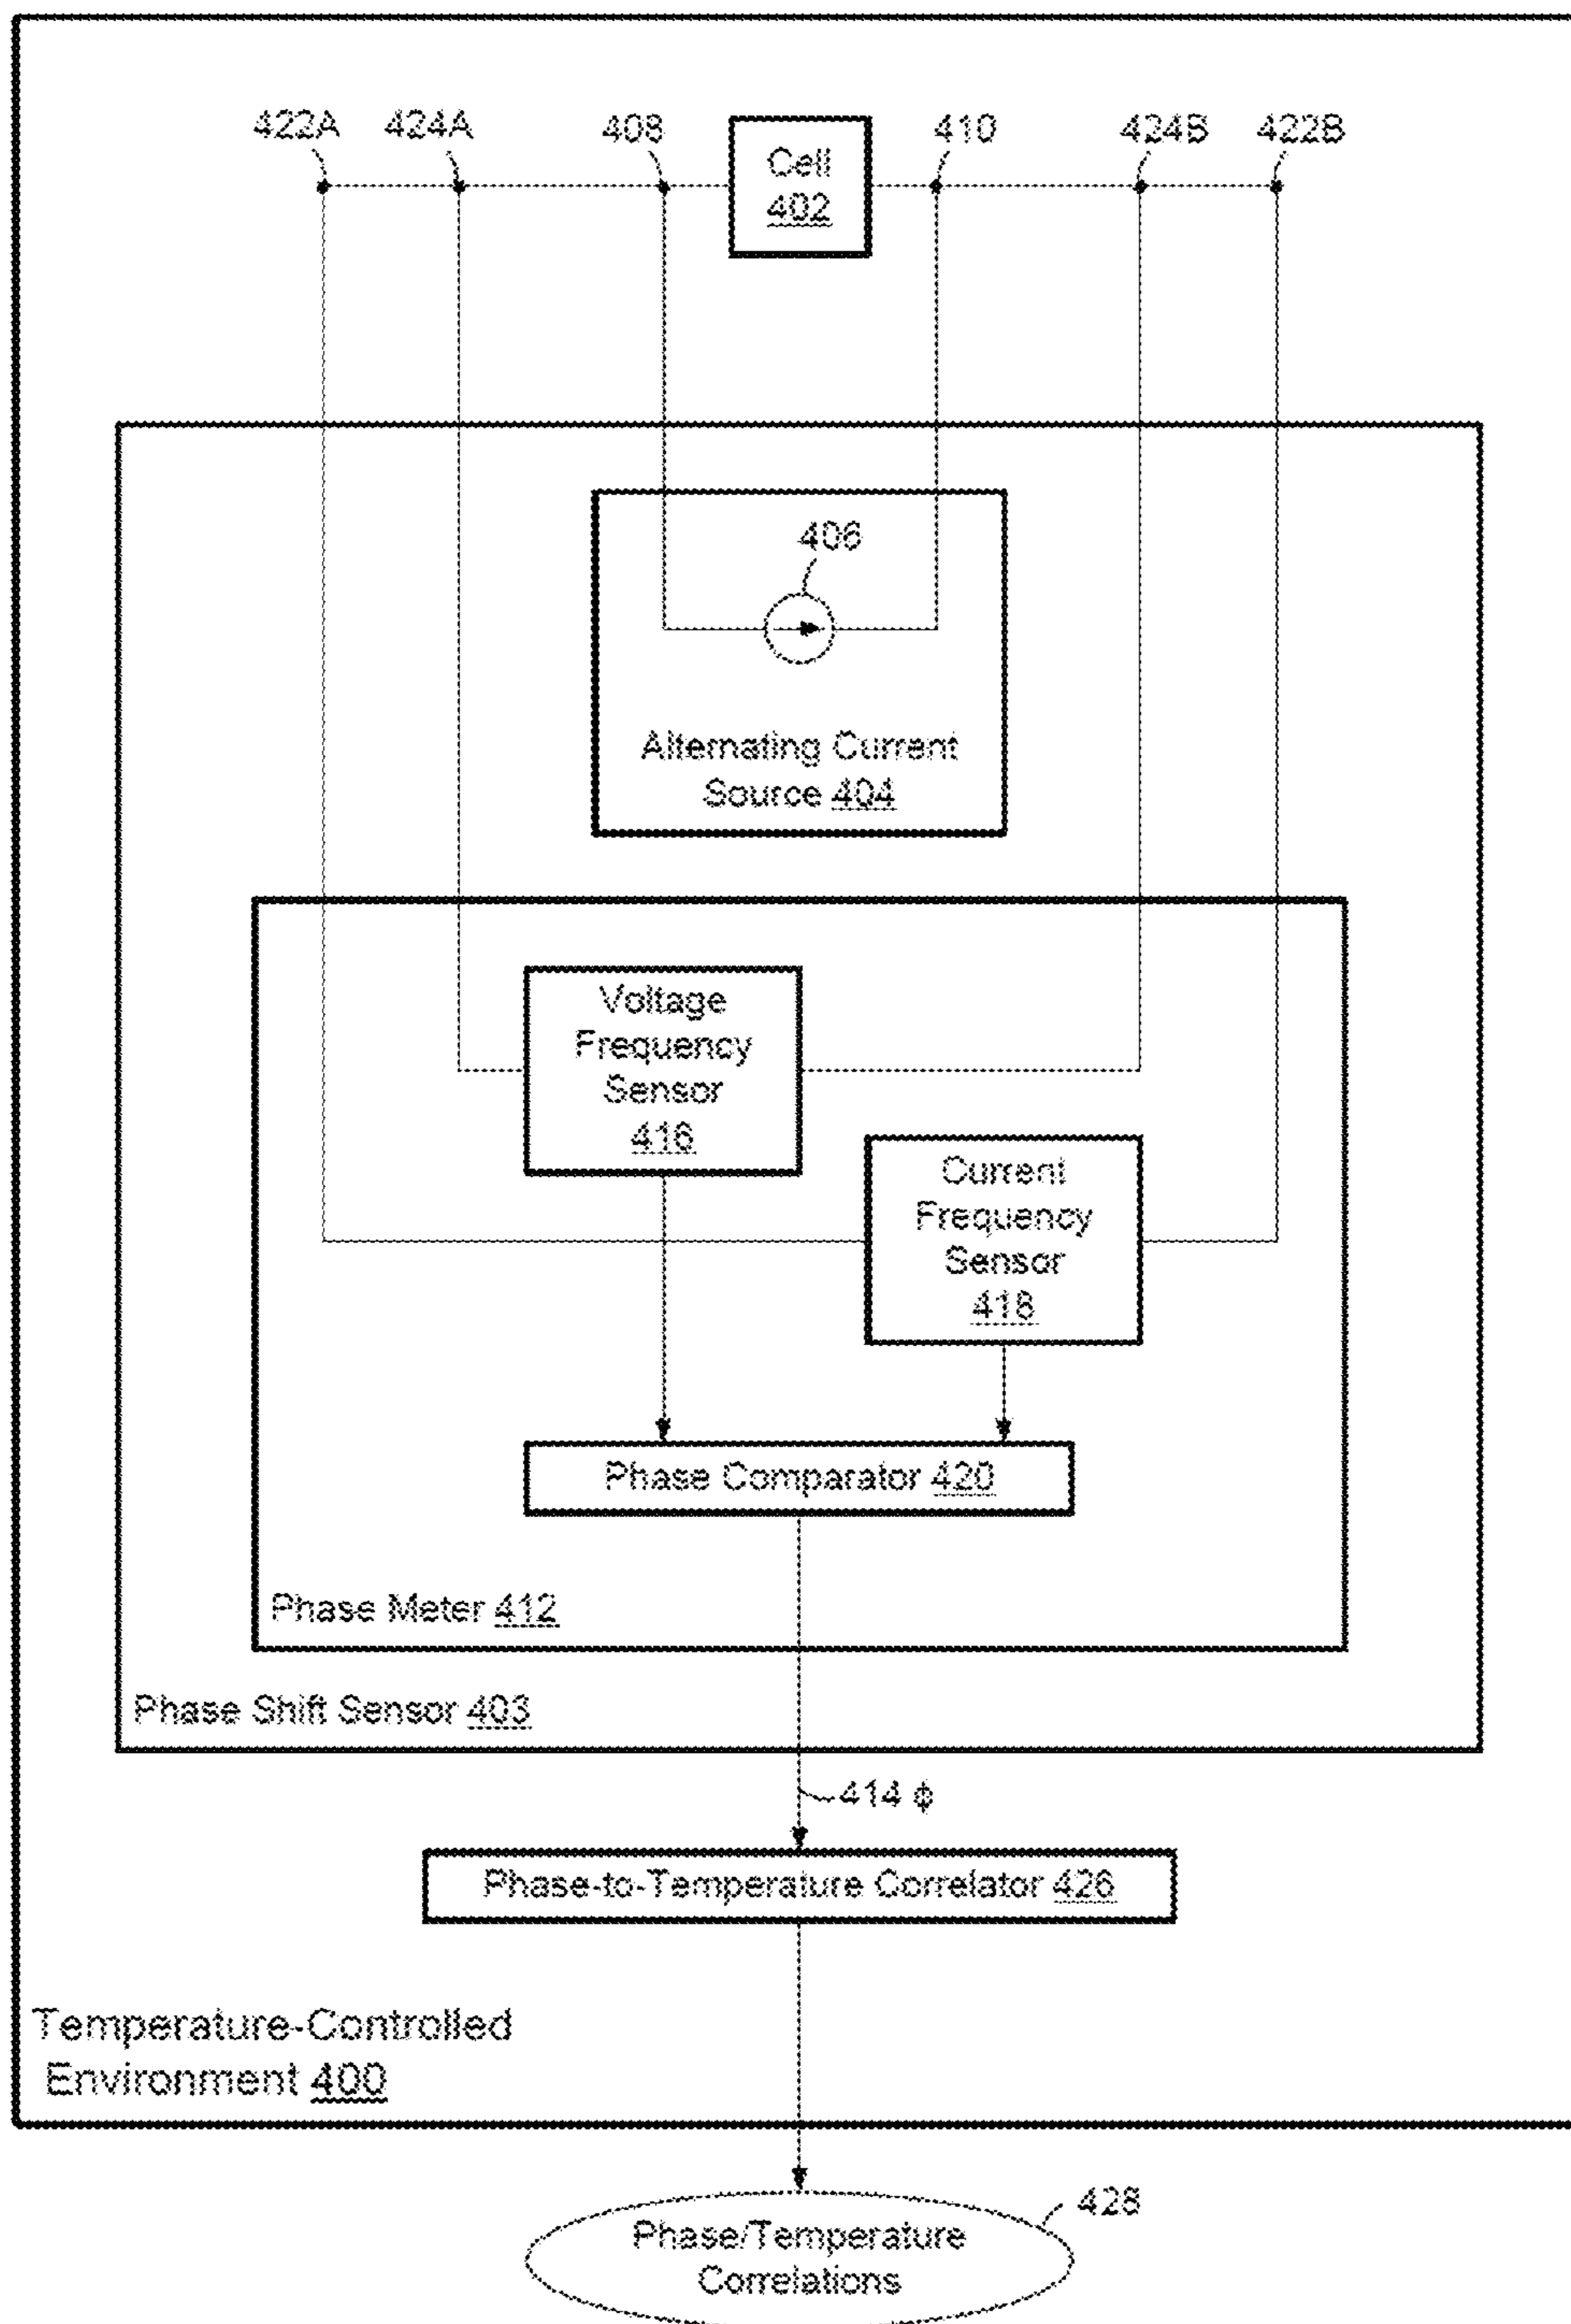 422A 424A 408 410 424B 422B
Cell
402
406
Alternating Current
Source 404
Voltage
Frequency
Sensor
416
Current
Frequency
Sensor
418
Phase Comparator 420
Phase Meter 412
Phase Shift Sensor 403
414 ϕ
Phase-to-Temperature Correlator 426
Temperature-Controlled
Environment 400
428
Phase/Temperature
Correlations